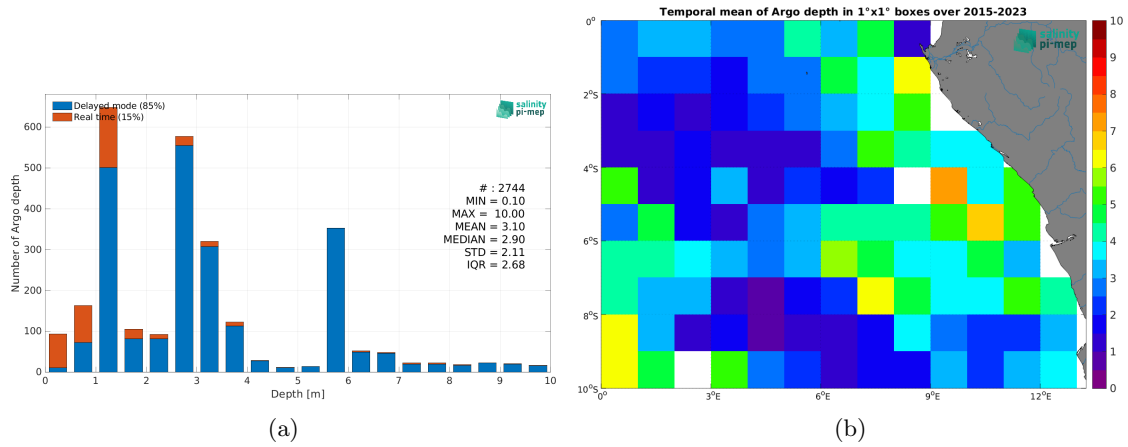 Delayed mode (85%)
Real time (15%)
salinity
pi-mep
# : 2744
MIN = 0.10
MAX = 10.00
MEAN = 3.10
MEDIAN = 2.90
STD = 2.11
IQR = 2.68
Number of Argo depth
0
100
200
300
400
500
600
0 1 2 3 4 5 6 7 8 9 10
Depth [m]
(a)
Temporal mean of Argo depth in 1°x1° boxes over 2015-2023
salinity
pi-mep
0°
2°S
4°S
6°S
8°S
10°S
0° 3°E 6°E 9°E 12°E
10
9
8
7
6
5
4
3
2
1
0
(b)